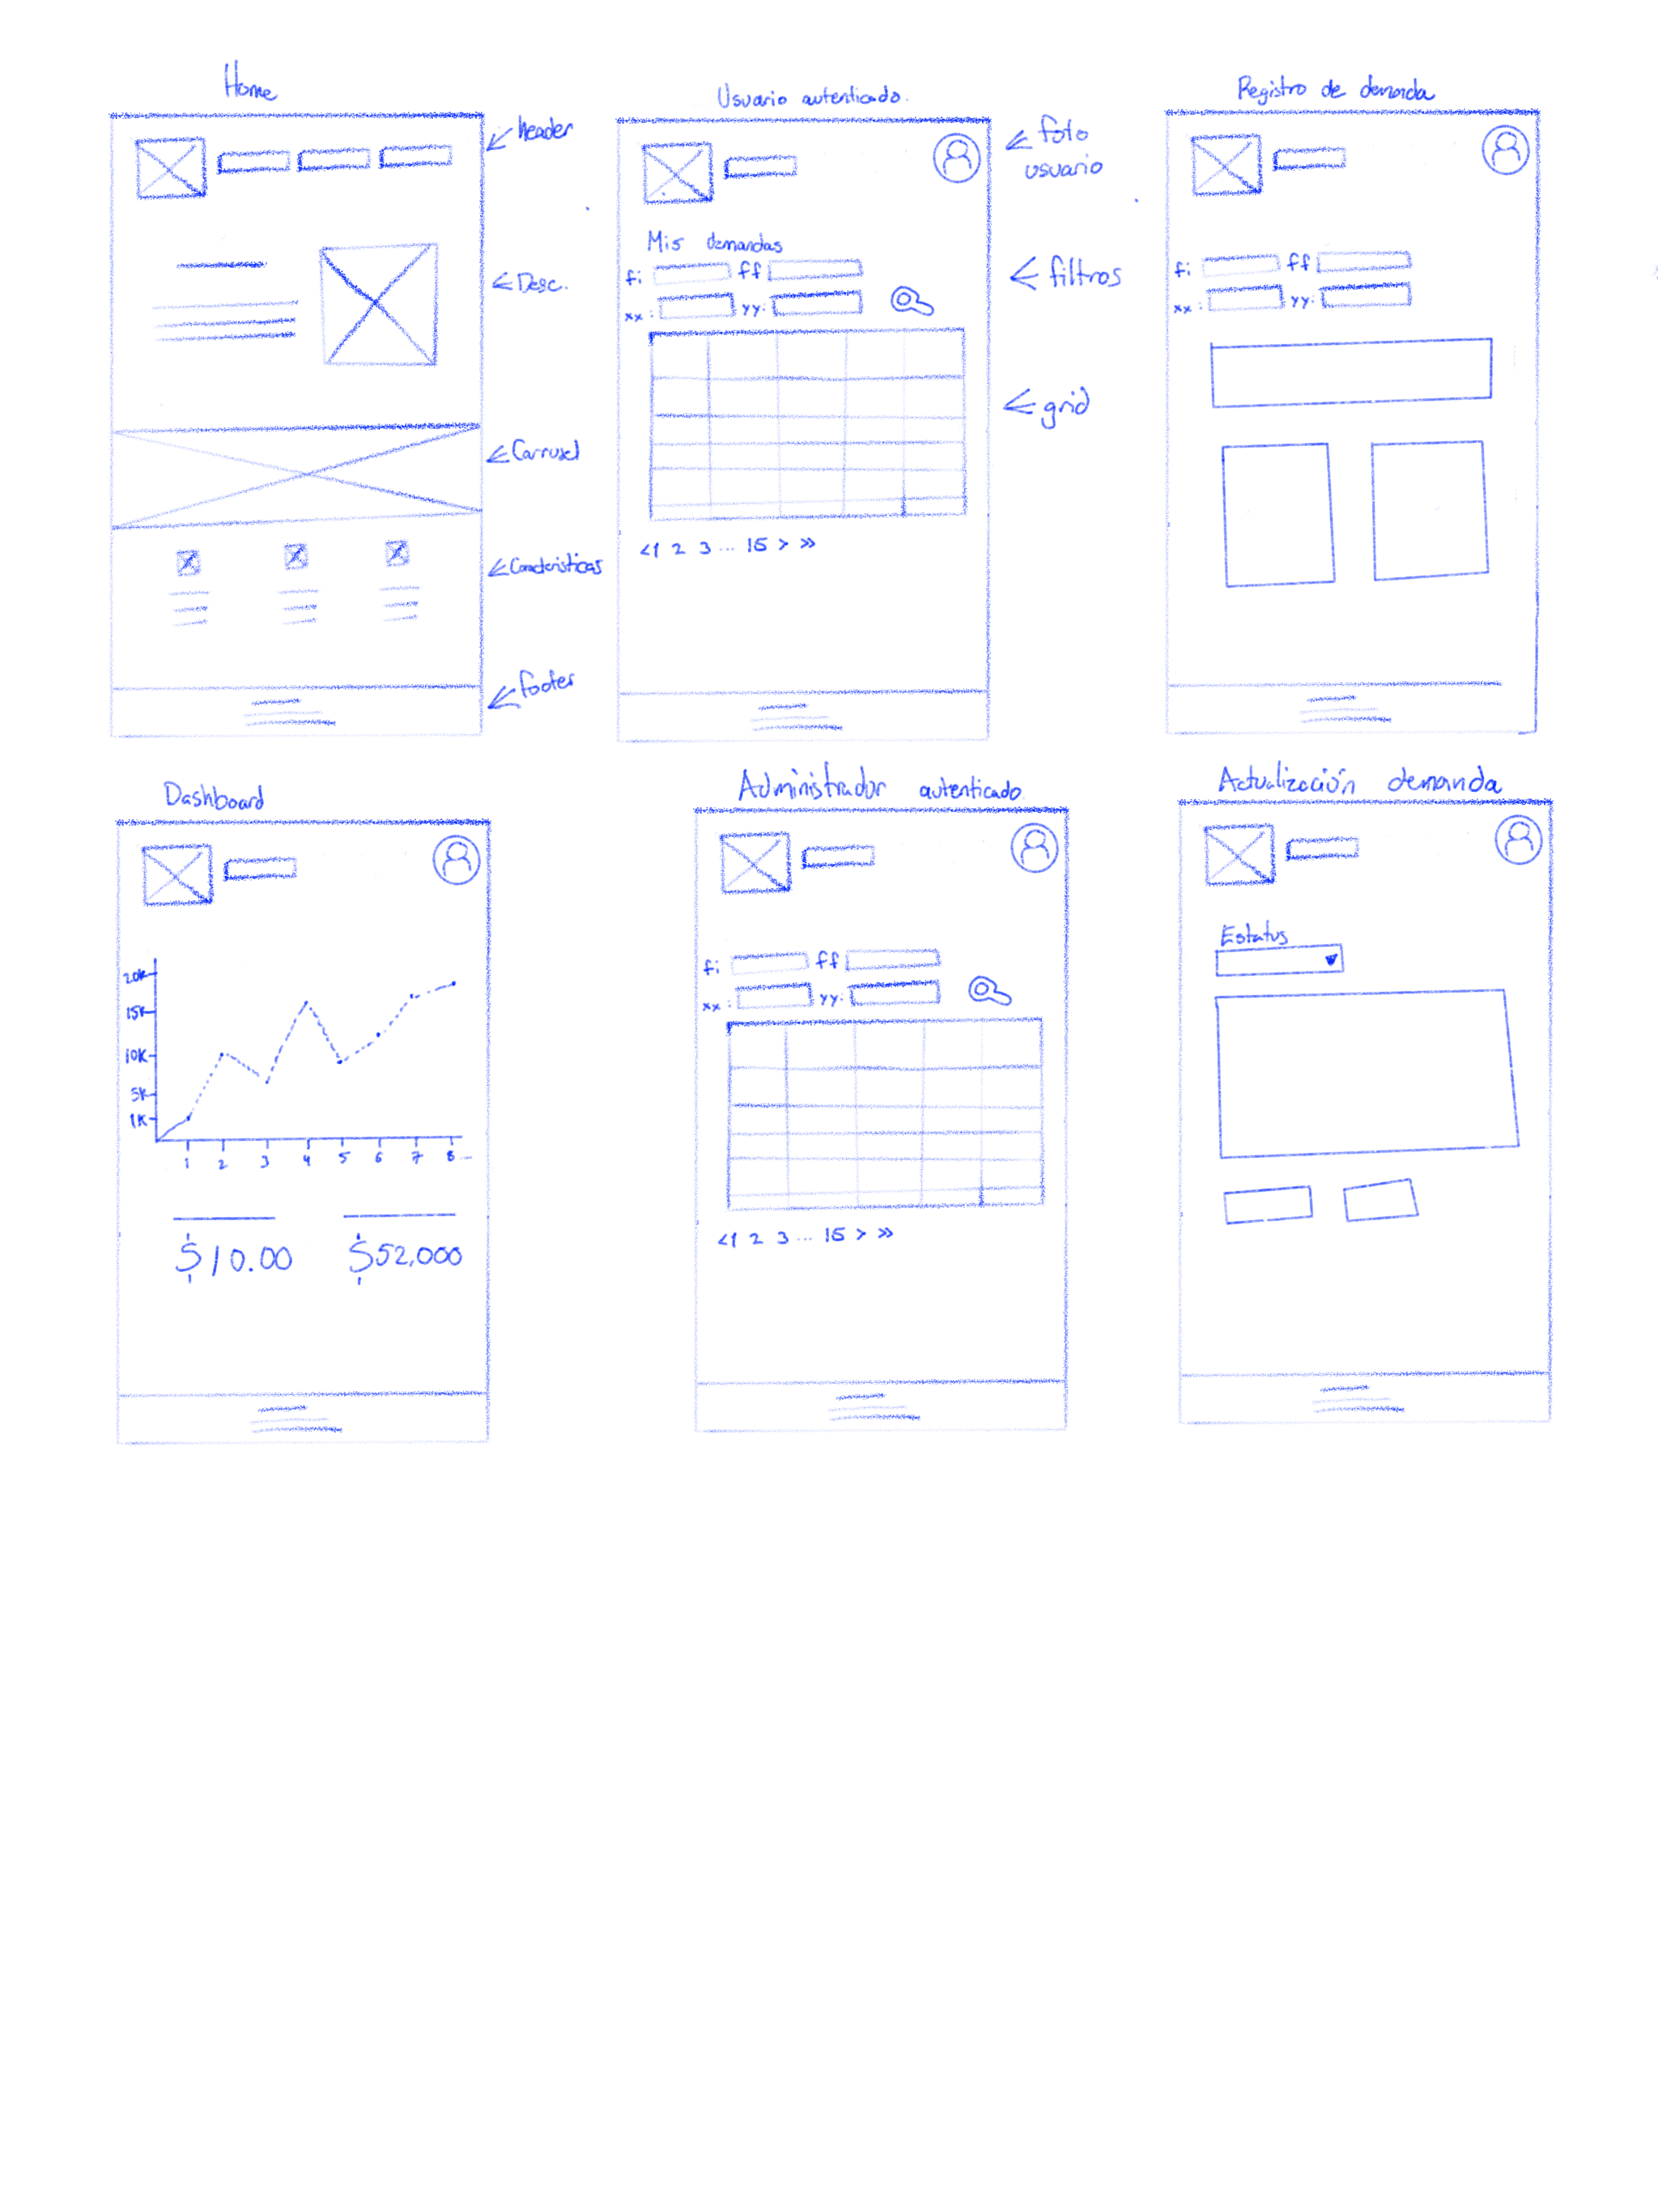 Home
header
Desc.
Carrusel
Caracteristicas
footer
Usuario autenticado.
foto
usuario
Mis demandas
fi ff
xx: yy:
filtros
grid
<1 2 3 ... 15 > >>
Registro de demanda
fi ff
xx: yy:
Dashboard
20K
15K
10K
5K
1K
1 2 3 4 5 6 7 8 ...
$10.00 $52,000
Administrador autenticado
fi ff
xx: yy:
<1 2 3 ... 15 > >>
Actualización demanda
Estatus